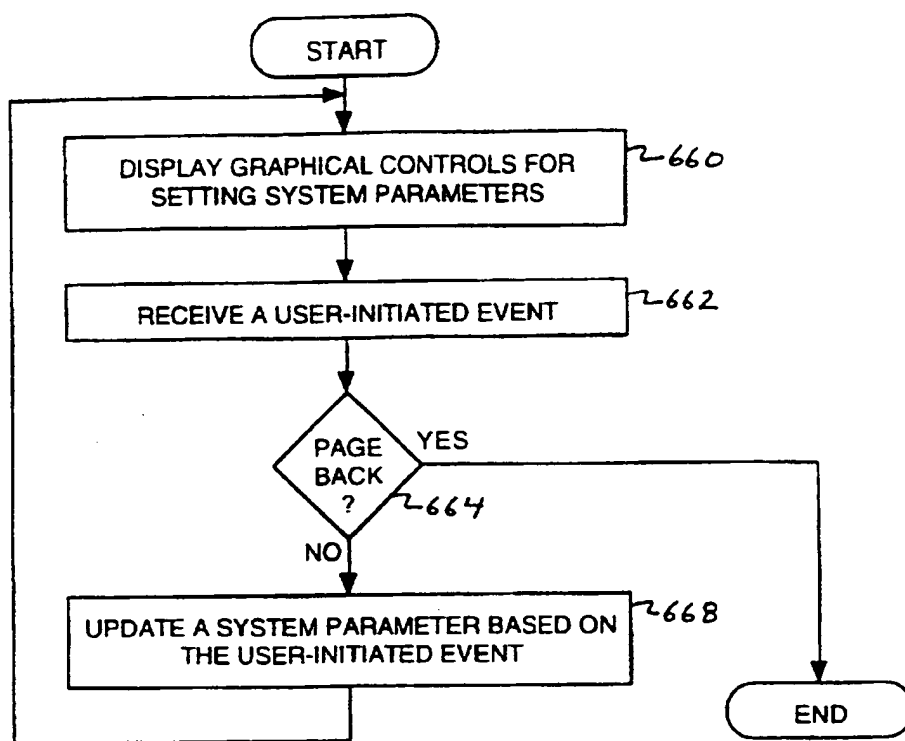 START
DISPLAY GRAPHICAL CONTROLS FOR
SETTING SYSTEM PARAMETERS
660
RECEIVE A USER-INITIATED EVENT
662
PAGE
BACK
?
YES
664
NO
UPDATE A SYSTEM PARAMETER BASED ON
THE USER-INITIATED EVENT
668
END